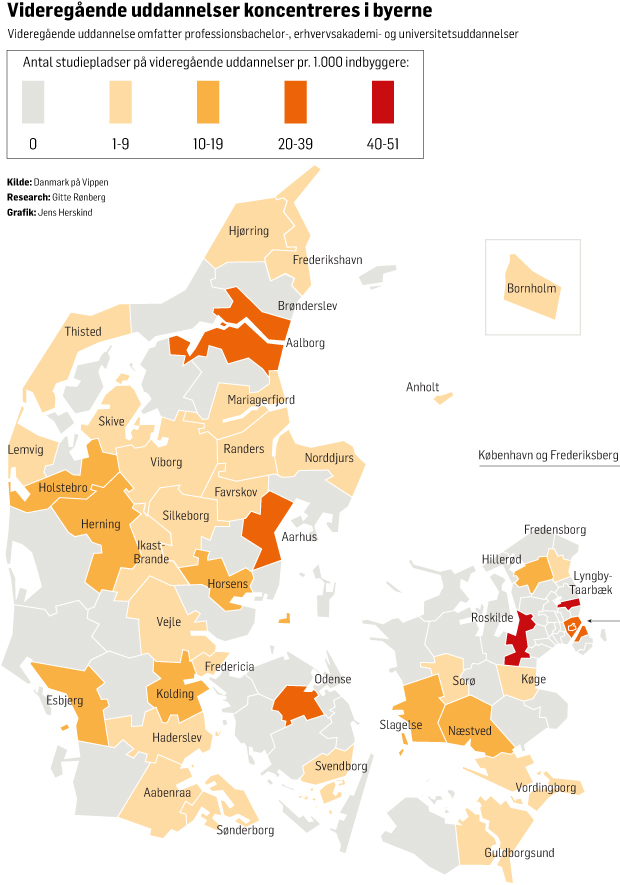 Videregående uddannelser koncentreres i byerne
Videregående uddannelse omfatter professionsbachelor-, erhvervsakademi- og universitetsuddannelser
Antal studiepladser på videregående uddannelser pr. 1.000 indbyggere:
0
1-9
10-19
20-39
40-51
Kilde: Danmark på Vippen
Research: Gitte Rønberg
Grafik: Jens Herskind
Hjørring
Frederikshavn
Bornholm
Brønderslev
Thisted
Aalborg
Anholt
Mariagerfjord
Skive
Lemvig
Viborg
Randers
Norddjurs
København og Frederiksberg
Holstebro
Favrskov
Herning
Silkeborg
Aarhus
Fredensborg
Ikast-
Brande
Hillerød
Lyngby-
Taarbæk
Horsens
Roskilde
Vejle
Fredericia
Odense
Sorø
Køge
Esbjerg
Kolding
Slagelse
Næstved
Haderslev
Svendborg
Vordingborg
Aabenraa
Sønderborg
Guldborgsund